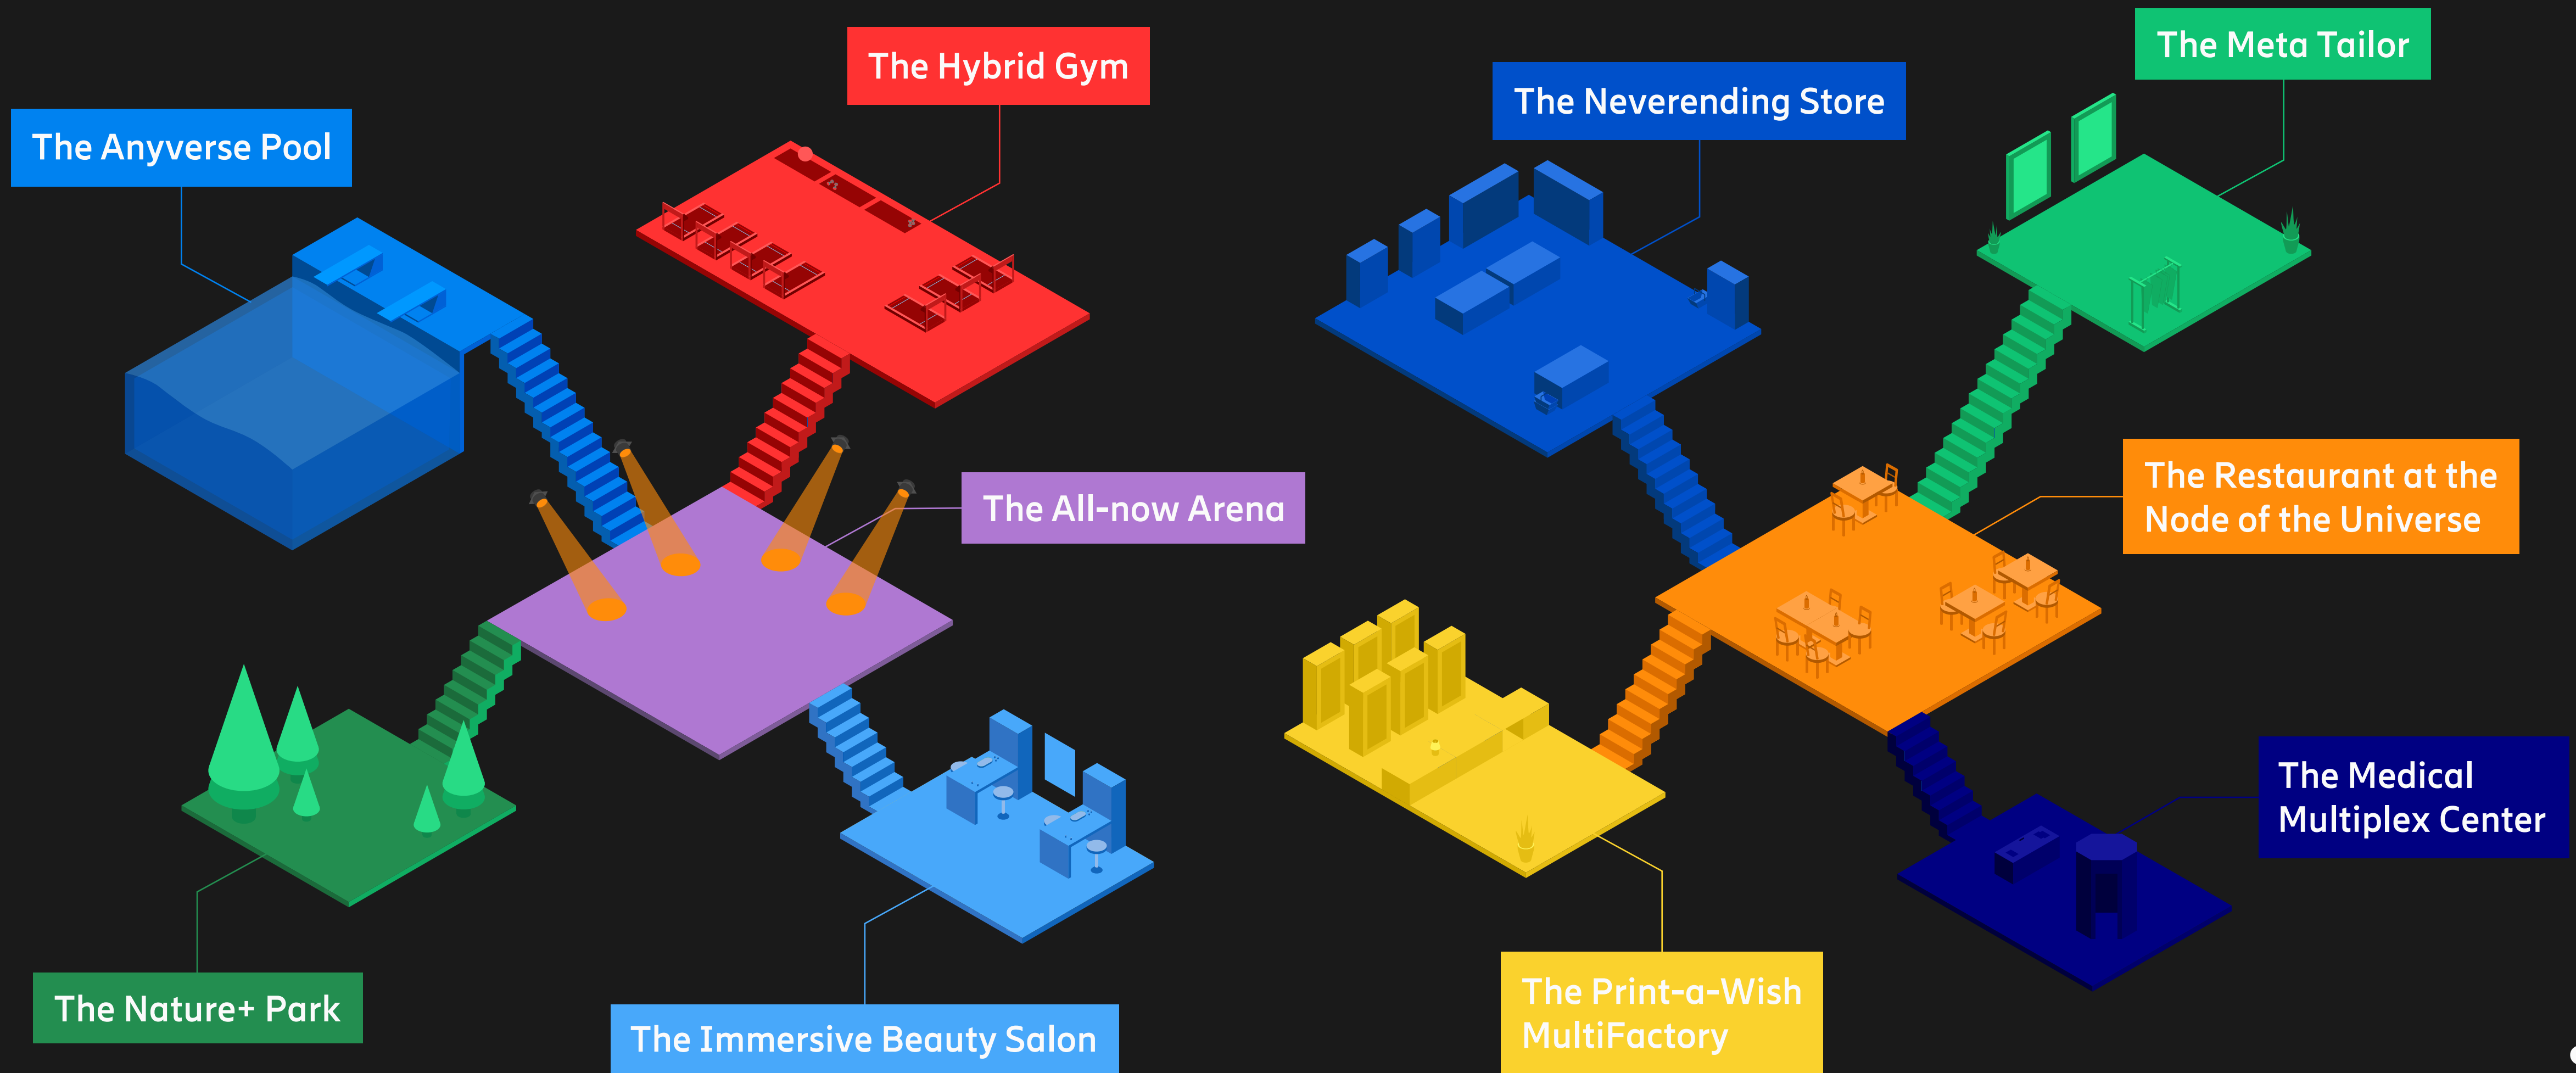 The Anyverse Pool
The Hybrid Gym
The All-now Arena
The Nature+ Park
The Immersive Beauty Salon
The Neverending Store
The Meta Tailor
The Restaurant at the
Node of the Universe
The Print-a-Wish
MultiFactory
The Medical
Multiplex Center